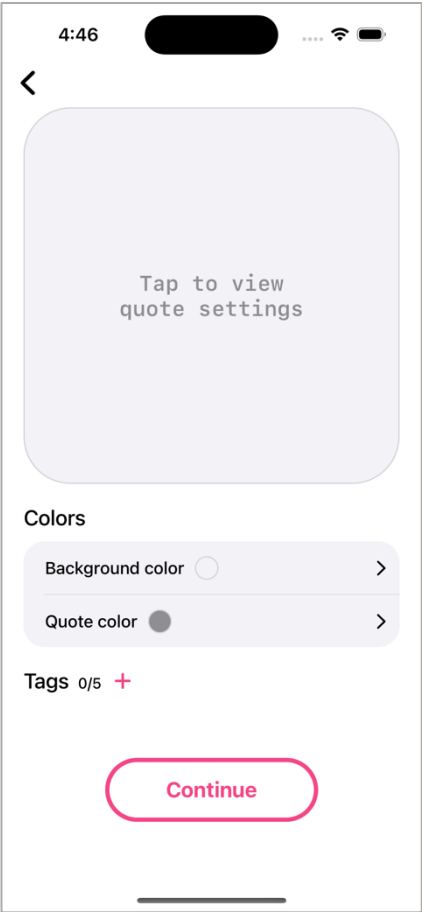 4:46
Tap to view
quote settings
Colors
Background color
Quote color
Tags 0/5 +
Continue